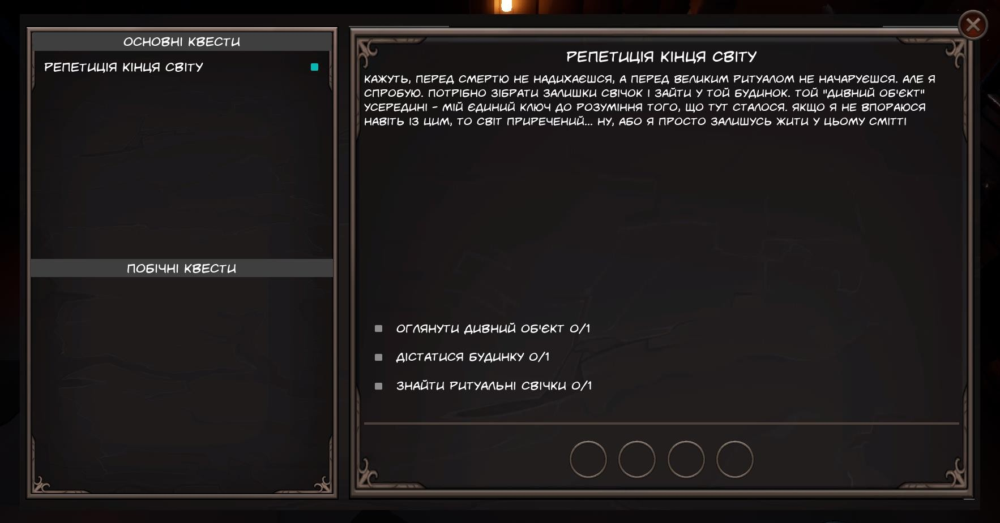 ОСНОВНІ КВЕСТИ
РЕПЕТИЦІЯ КІНЦЯ СВІТУ
ПОБІЧНІ КВЕСТИ
РЕПЕТИЦІЯ КІНЦЯ СВІТУ
КАЖУТЬ, ПЕРЕД СМЕРТЮ НЕ НАДИХАЄШСЯ, А ПЕРЕД ВЕЛИКИМ РИТУАЛОМ НЕ НАЧАРУЄШСЯ. АЛЕ Я
СПРОБУЮ. ПОТРІБНО ЗІБРАТИ ЗАЛИШКИ СВІЧОК І ЗАЙТИ У ТОЙ БУДИНОК. ТОЙ "ДИВНИЙ ОБ'ЄКТ"
УСЕРЕДИНІ - МІЙ ЄДИНИЙ КЛЮЧ ДО РОЗУМІННЯ ТОГО, ЩО ТУТ СТАЛОСЯ. ЯКЩО Я НЕ ВПОРАЮСЯ
НАВІТЬ ІЗ ЦИМ, ТО СВІТ ПРИРЕЧЕНИЙ... НУ, АБО Я ПРОСТО ЗАЛИШУСЬ ЖИТИ У ЦЬОМУ СМІТТІ
ОГЛЯНУТИ ДИВНИЙ ОБ'ЄКТ 0/1
ДІСТАТИСЯ БУДИНКУ 0/1
ЗНАЙТИ РИТУАЛЬНІ СВІЧКИ 0/1